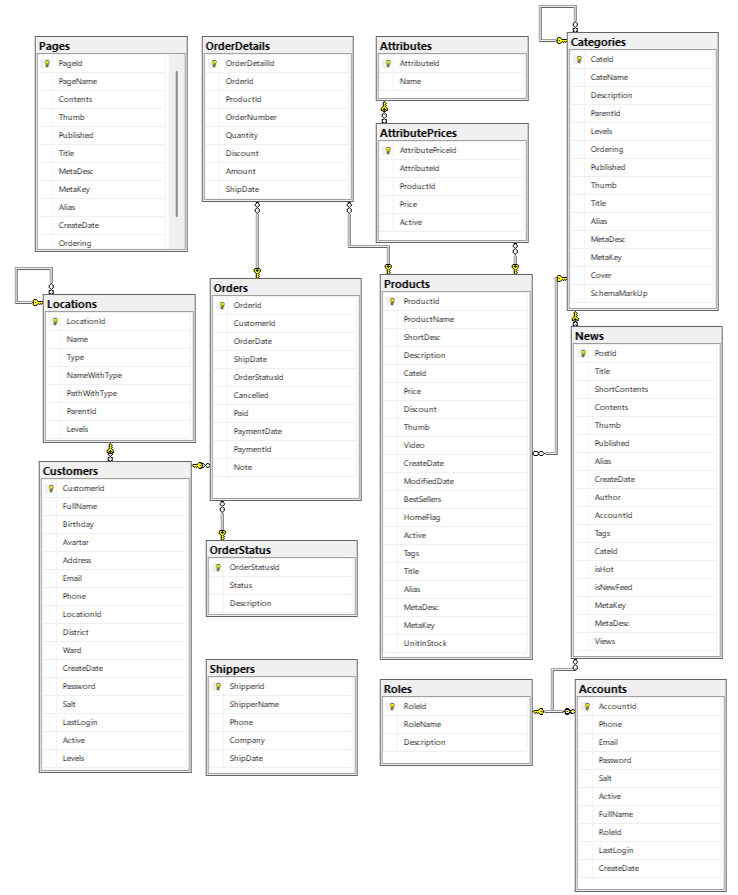 Pages
PageId
PageName
Contents
Thumb
Published
Title
MetaDesc
MetaKey
Alias
CreateDate
Ordering
OrderDetails
OrderDetailId
OrderId
ProductId
OrderNumber
Quantity
Discount
Amount
ShipDate
Attributes
AttributeId
Name
AttributePrices
AttributePriceId
AttributeId
ProductId
Price
Active
Categories
CateId
CateName
Description
ParentId
Levels
Ordering
Published
Thumb
Title
Alias
MetaDesc
MetaKey
Cover
SchemaMarkUp
Locations
LocationId
Name
Type
NameWithType
PathWithType
ParentId
Levels
Orders
OrderId
CustomerId
OrderDate
ShipDate
OrderStatusId
Cancelled
Paid
PaymentDate
PaymentId
Note
Products
ProductId
ProductName
ShortDesc
Description
CateId
Price
Discount
Thumb
Video
CreateDate
ModifiedDate
BestSellers
HomeFlag
Active
Tags
Title
Alias
MetaDesc
MetaKey
UnitInStock
News
PostId
Title
ShortContents
Contents
Thumb
Published
Alias
CreateDate
Author
AccountId
Tags
CateId
isHot
isNewFeed
MetaKey
MetaDesc
Views
Customers
CustomerId
FullName
Birthday
Avartar
Address
Email
Phone
LocationId
District
Ward
CreateDate
Password
Salt
LastLogin
Active
Levels
OrderStatus
OrderStatusId
Status
Description
Shippers
ShipperId
ShipperName
Phone
Company
ShipDate
Roles
RoleId
RoleName
Description
Accounts
AccountId
Phone
Email
Password
Salt
Active
FullName
RoleId
LastLogin
CreateDate